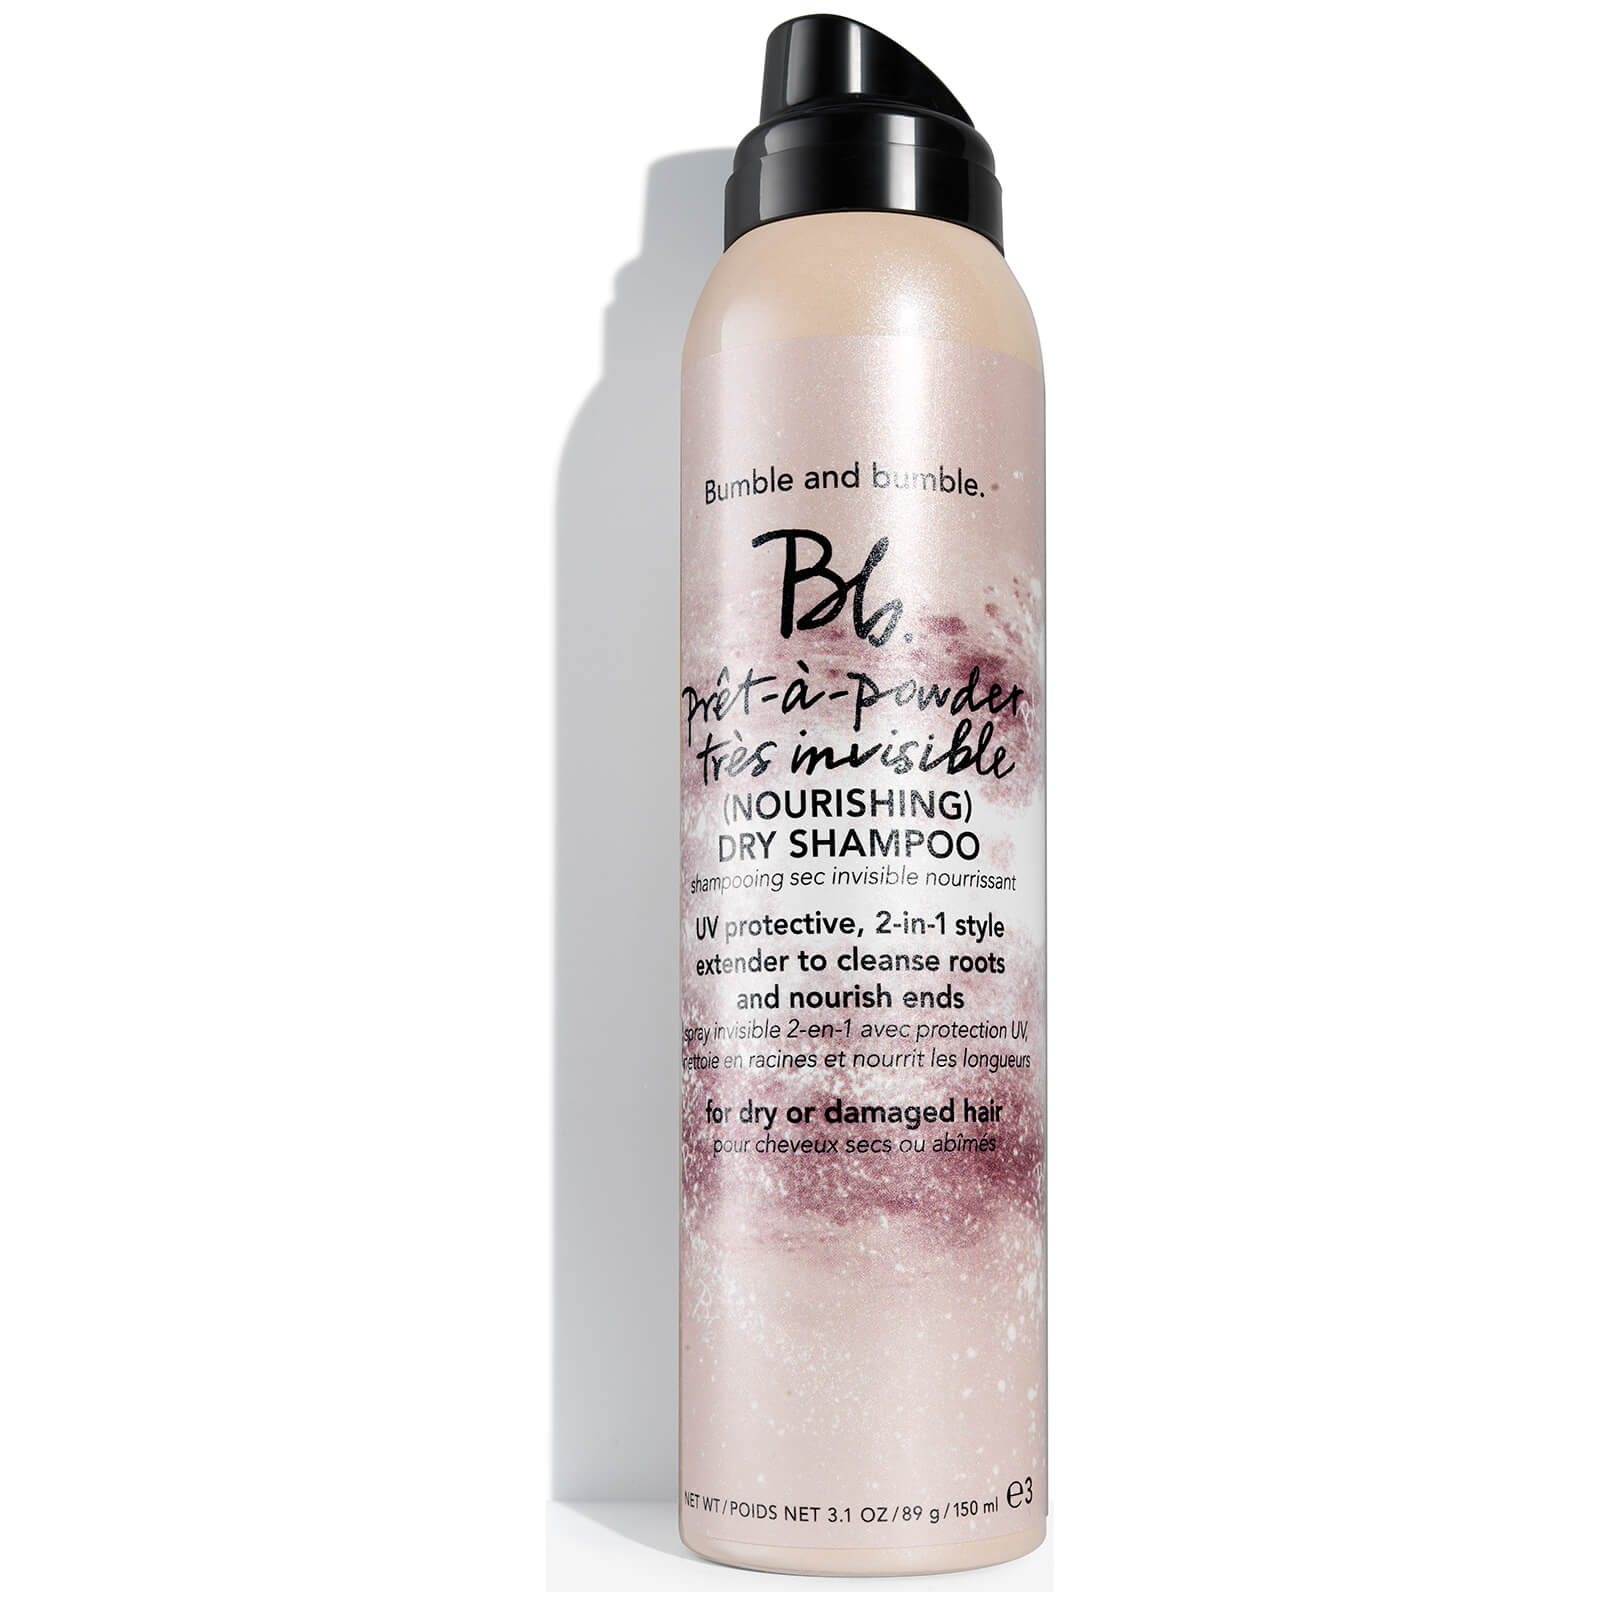 Bumble and bumble.
Bb.
prêt-à-powder
très invisible
(NOURISHING)
DRY SHAMPOO
shampooing sec invisible nourrissant
UV protective, 2-in-1 style
extender to cleanse roots
and nourish ends
spray invisible 2-en-1 avec protection UV,
nettoie en racines et nourrit les longueurs
for dry or damaged hair
pour cheveux secs ou abîmés
NET WT/POIDS NET 3.1 OZ/89 g/150 ml e3